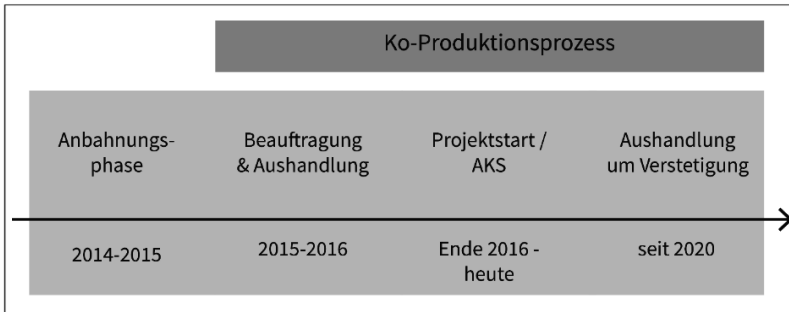 Ko-Produktionsprozess
Anbahnungs-
phase
Beauftragung
& Aushandlung
Projektstart /
AKS
Aushandlung
um Verstetigung
2014-2015
2015-2016
Ende 2016 -
heute
seit 2020